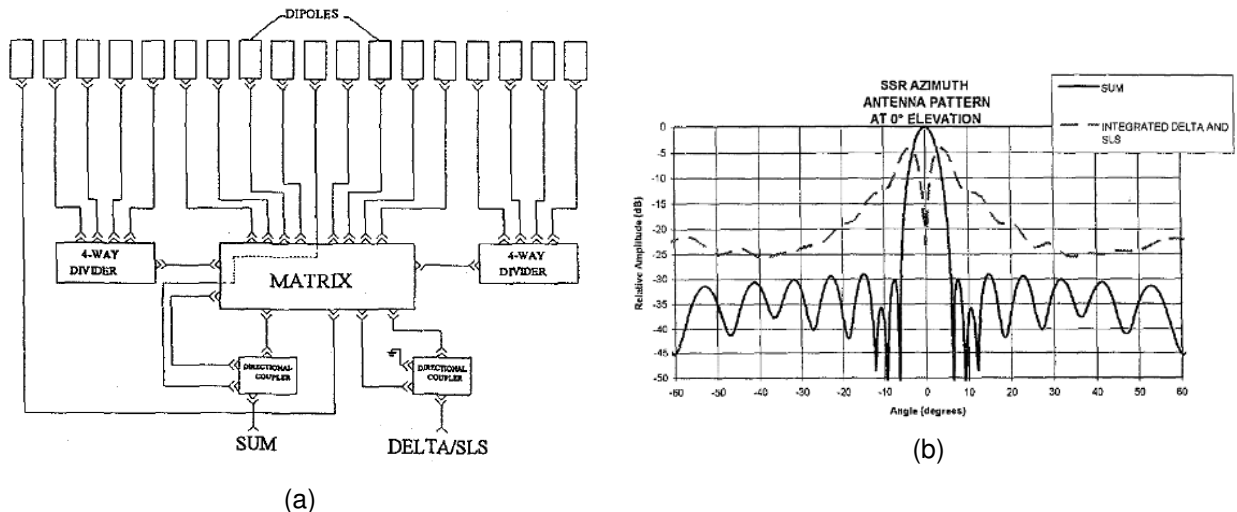 DIPOLES
4-WAY
DIVIDER
MATRIX
4-WAY
DIVIDER
DIRECTIONAL
COUPLER
DIRECTIONAL
COUPLER
SUM
DELTA/SLS
(a)
SSR AZIMUTH
ANTENNA PATTERN
AT 0° ELEVATION
SUM
INTEGRATED DELTA AND
SLS
Relative Amplitude (dB)
0
-5
-10
-15
-20
-25
-30
-35
-40
-45
-50
-60 -50 -40 -30 -20 -10 0 10 20 30 40 50 60
Angle (degrees)
(b)